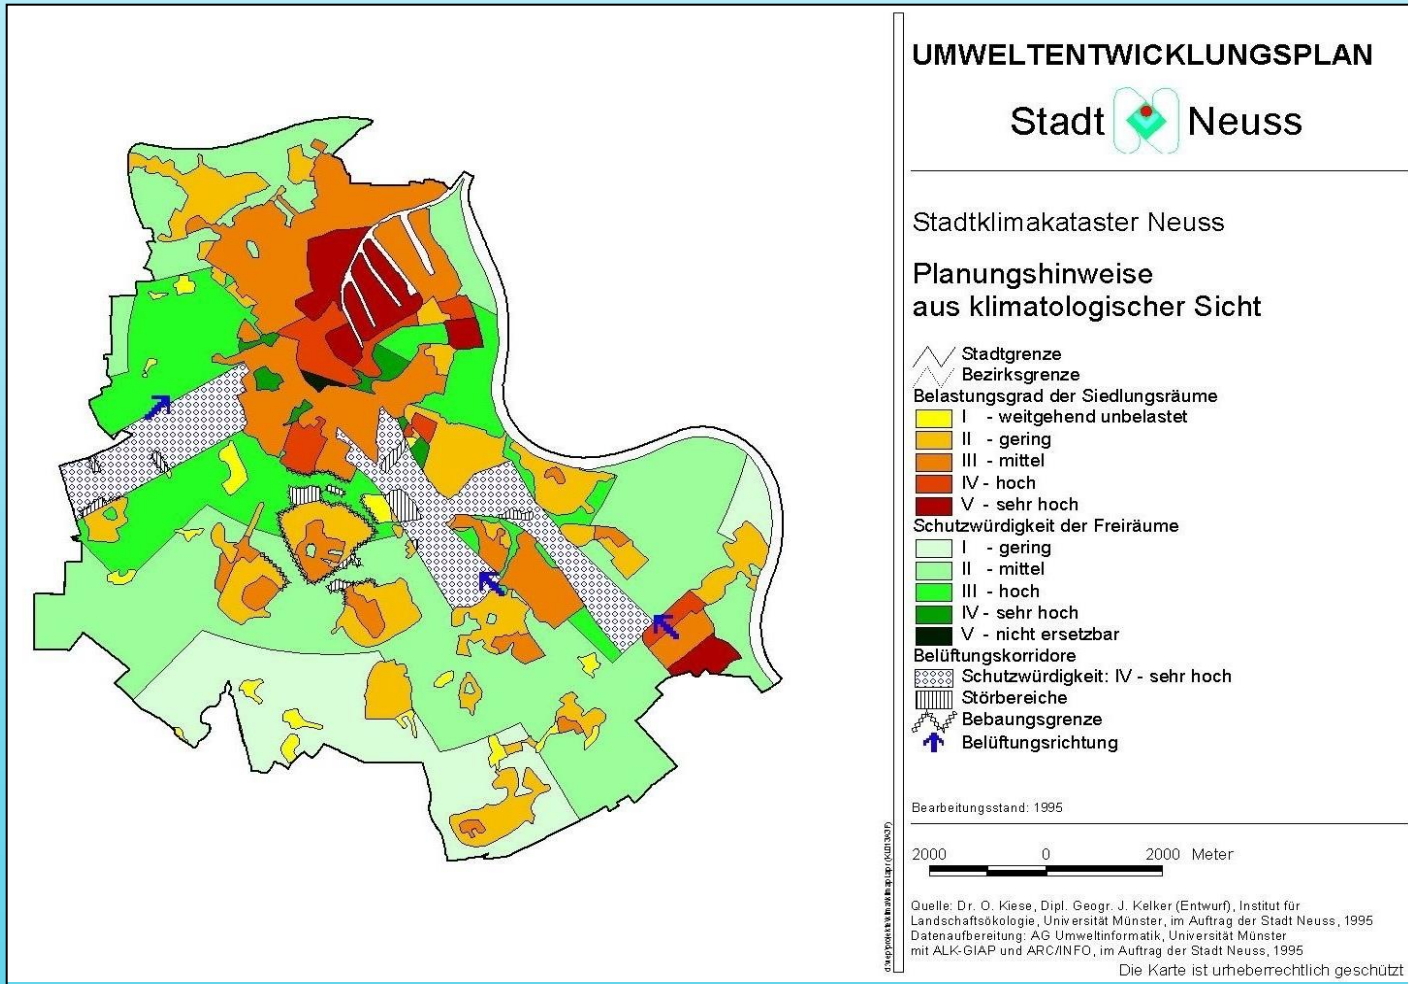 UMWELTENTWICKLUNGSPLAN
Stadt Neuss
Stadtklimakataster Neuss
Planungshinweise
aus klimatologischer Sicht
Stadtgrenze
Bezirksgrenze
Belastungsgrad der Siedlungsräume
I - weitgehend unbelastet
II - gering
III - mittel
IV - hoch
V - sehr hoch
Schutzwürdigkeit der Freiräume
I - gering
II - mittel
III - hoch
IV - sehr hoch
V - nicht ersetzbar
Belüftungskorridore
Schutzwürdigkeit: IV - sehr hoch
Störbereiche
Bebaungsgrenze
Belüftungsrichtung
Bearbeitungsstand: 1995
2000 0 2000 Meter
Quelle: Dr. O. Kiese, Dipl. Geogr. J. Kelker (Entwurf), Institut für
Landschaftsökologie, Universität Münster, im Auftrag der Stadt Neuss, 1995
Datenaufbereitung: AG Umweltinformatik, Universität Münster
mit ALK-GIAP und ARC/INFO, im Auftrag der Stadt Neuss, 1995
Die Karte ist urheberrechtlich geschützt